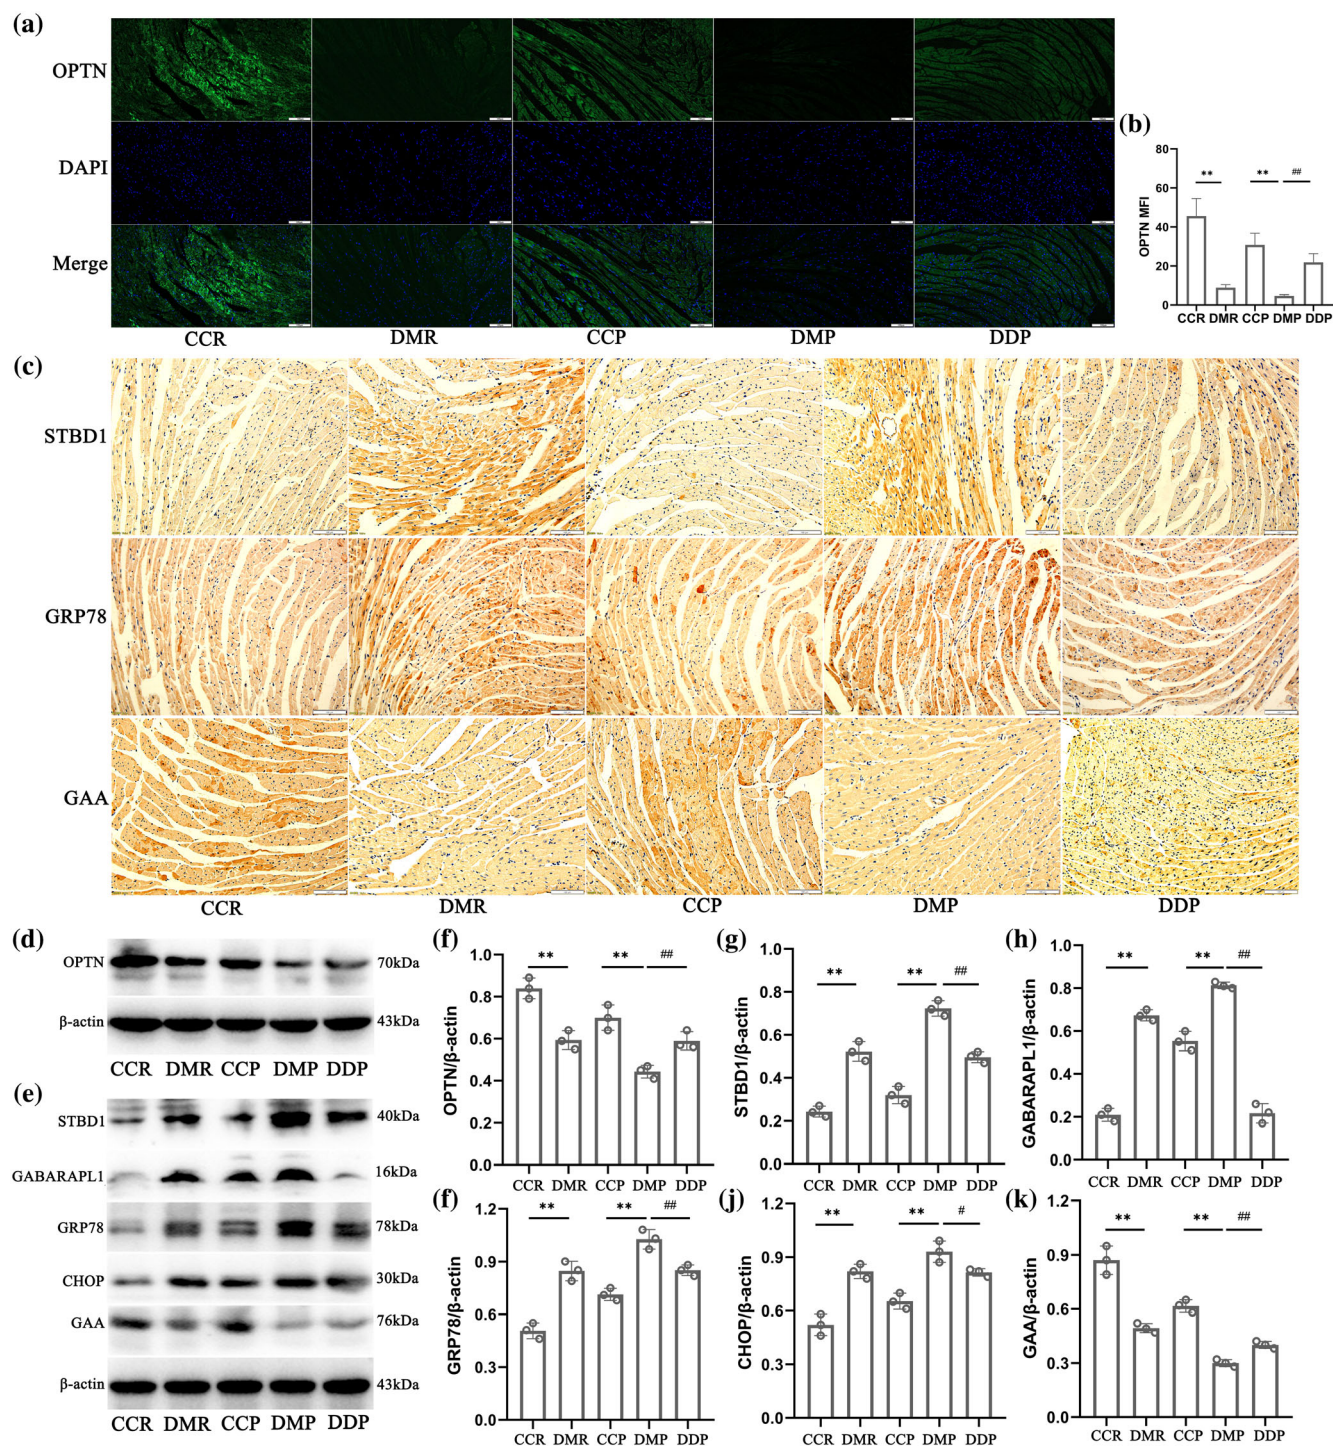 (a)
OPTN
DAPI
Merge
CCR DMR CCP DMP DDP
(b)
OPTN MFI
80
60
40
20
0
** ** ##
CCR DMR CCP DMP DDP
(c)
STBD1
GRP78
GAA
CCR DMR CCP DMP DDP
(d)
OPTN 70kDa
β-actin 43kDa
CCR DMR CCP DMP DDP
(e)
STBD1 40kDa
GABARAPL1 16kDa
GRP78 78kDa
CHOP 30kDa
GAA 76kDa
β-actin 43kDa
CCR DMR CCP DMP DDP
(f)
OPTN/β-actin
1.0
0.8
0.6
0.4
0.2
0.0
** ** ##
CCR DMR CCP DMP DDP
(g)
STBD1/β-actin
1.0
0.8
0.6
0.4
0.2
0.0
** ** ##
CCR DMR CCP DMP DDP
(h)
GABARAPL1/β-actin
1.0
0.8
0.6
0.4
0.2
0.0
** ** ##
CCR DMR CCP DMP DDP
(f)
GRP78/β-actin
1.2
0.9
0.6
0.3
0.0
** ** ##
CCR DMR CCP DMP DDP
(j)
CHOP/β-actin
1.2
0.9
0.6
0.3
0.0
** ** #
CCR DMR CCP DMP DDP
(k)
GAA/β-actin
1.2
0.9
0.6
0.3
0.0
** ** ##
CCR DMR CCP DMP DDP